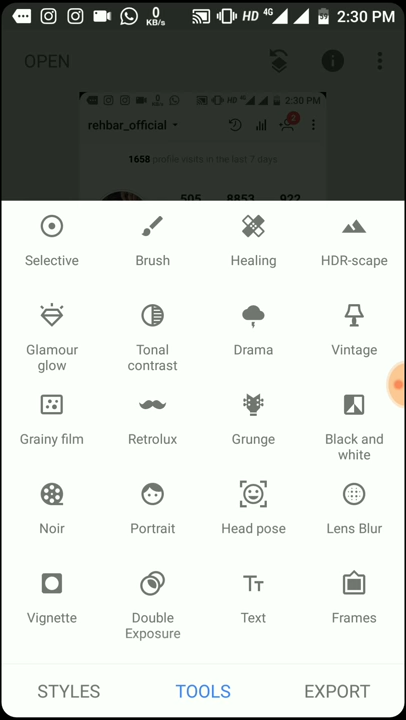 0 KB/s HD 4G 39 2:30 PM
OPEN
2:30 PM
rehbar_official 2
1658 profile visits in the last 7 days
505 8853 922
Selective Brush Healing HDR-scape
Glamour glow Tonal contrast Drama Vintage
Grainy film Retrolux Grunge Black and white
Noir Portrait Head pose Lens Blur
Vignette Double Exposure Text Frames
STYLES TOOLS EXPORT